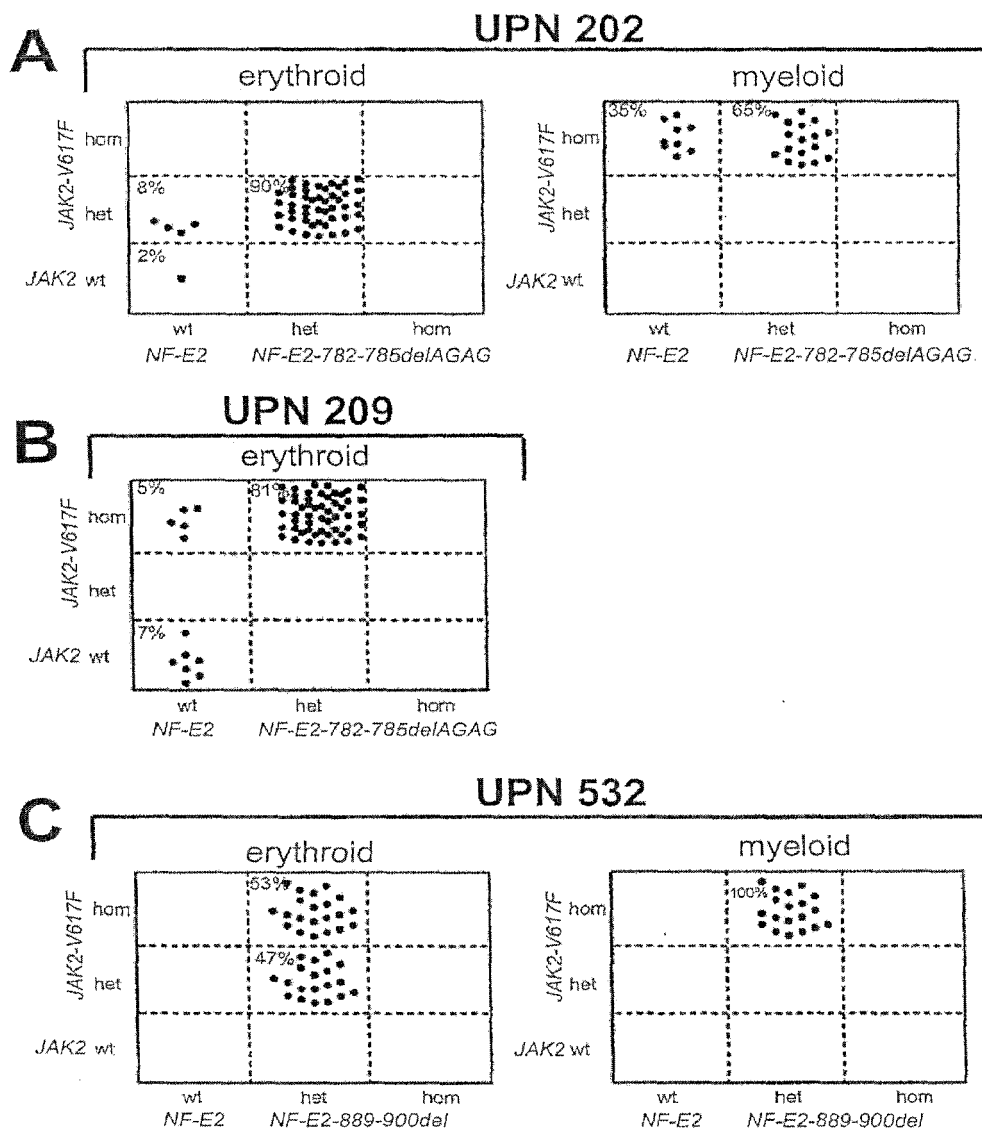 A
UPN 202
erythroid
myeloid
JAK2-V617F
hom
het
JAK2 wt
8%
90%
2%
wt
het
hom
NF-E2
NF-E2-782-785delAGAG
JAK2-V617F
hom
het
JAK2 wt
35%
65%
wt
het
hom
NF-E2
NF-E2-782-785delAGAG
B
UPN 209
erythroid
JAK2-V617F
hom
het
JAK2 wt
5%
81%
7%
wt
het
hom
NF-E2
NF-E2-782-785delAGAG
C
UPN 532
erythroid
myeloid
JAK2-V617F
hom
het
JAK2 wt
53%
47%
wt
het
hom
NF-E2
NF-E2-889-900del
JAK2-V617F
hom
het
JAK2 wt
100%
wt
het
hom
NF-E2
NF-E2-889-900del